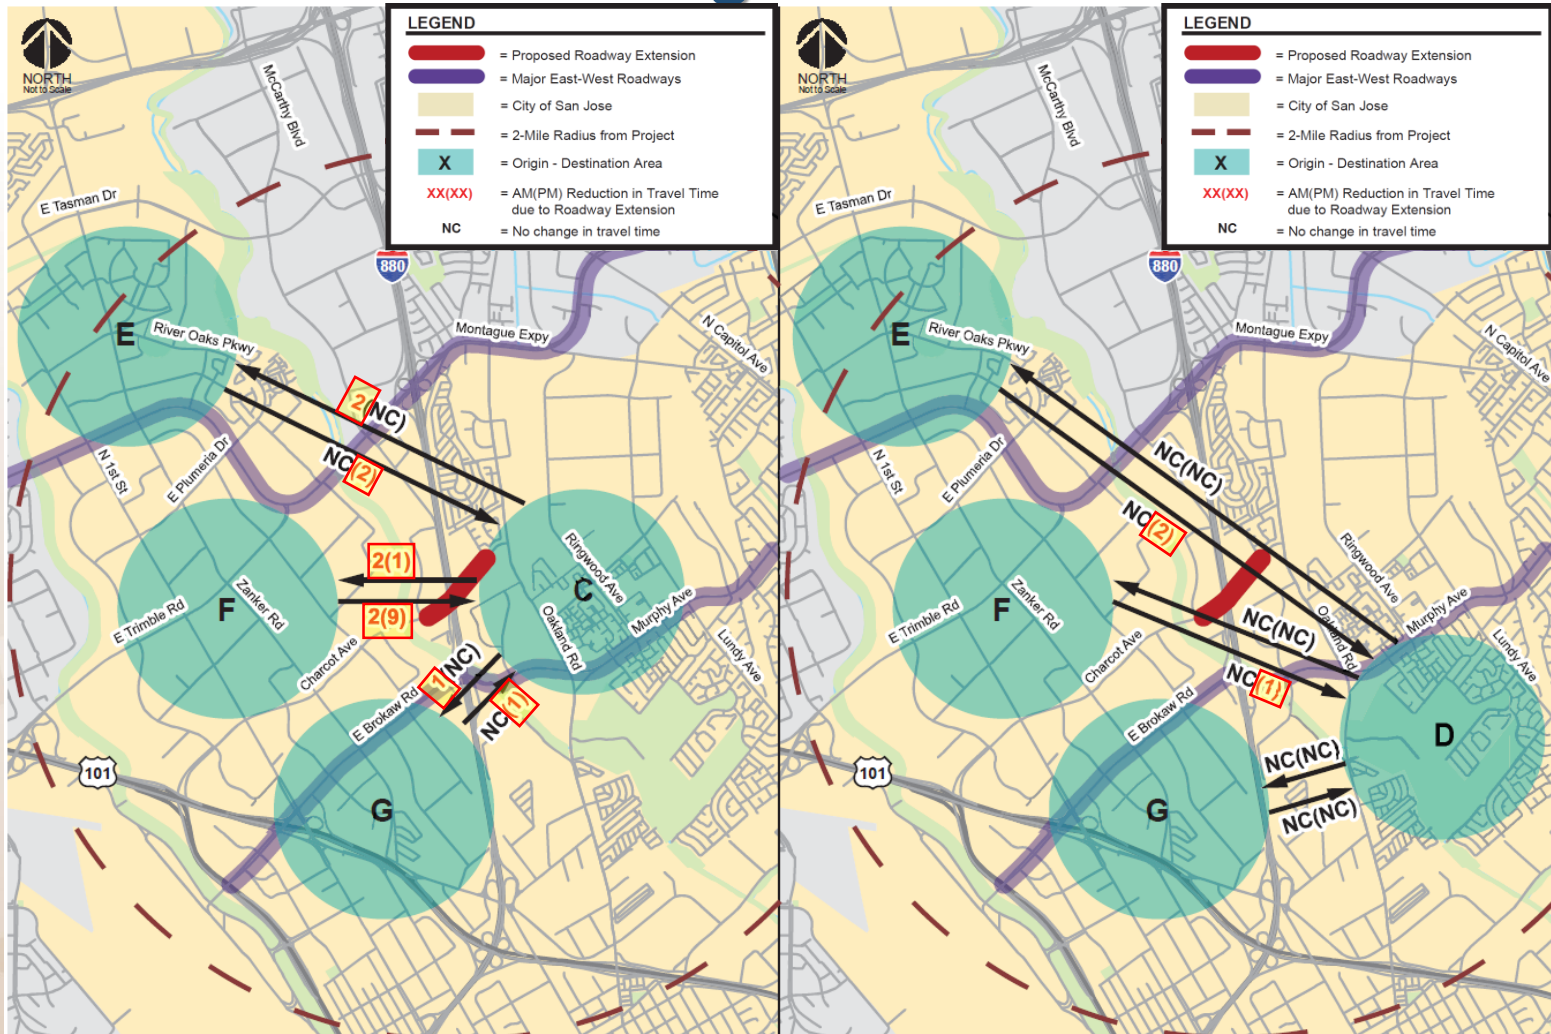 LEGEND
= Proposed Roadway Extension
= Major East-West Roadways
= City of San Jose
= 2-Mile Radius from Project
X = Origin - Destination Area
XX(XX) = AM(PM) Reduction in Travel Time
due to Roadway Extension
NC = No change in travel time
NORTH
Not to Scale
McCarthy Blvd
E Tasman Dr
880
E
River Oaks Pkwy
Montague Expy
N Capitol Ave
2(NC)
NC(2)
N 1st St
E Plumeria Dr
2(1)
2(9)
F
C
Ringwood Ave
Zanker Rd
E Trimble Rd
Oakland Rd
Murphy Ave
Charcot Ave
Lundy Ave
1(NC)
NC(1)
E Brokaw Rd
101
G
LEGEND
= Proposed Roadway Extension
= Major East-West Roadways
= City of San Jose
= 2-Mile Radius from Project
X = Origin - Destination Area
XX(XX) = AM(PM) Reduction in Travel Time
due to Roadway Extension
NC = No change in travel time
NORTH
Not to Scale
McCarthy Blvd
E Tasman Dr
880
E
River Oaks Pkwy
Montague Expy
N Capitol Ave
NC(NC)
NC(2)
N 1st St
E Plumeria Dr
F
Ringwood Ave
Zanker Rd
E Trimble Rd
Oakland Rd
Murphy Ave
Charcot Ave
Lundy Ave
NC(NC)
NC(1)
E Brokaw Rd
D
NC(NC)
NC(NC)
101
G